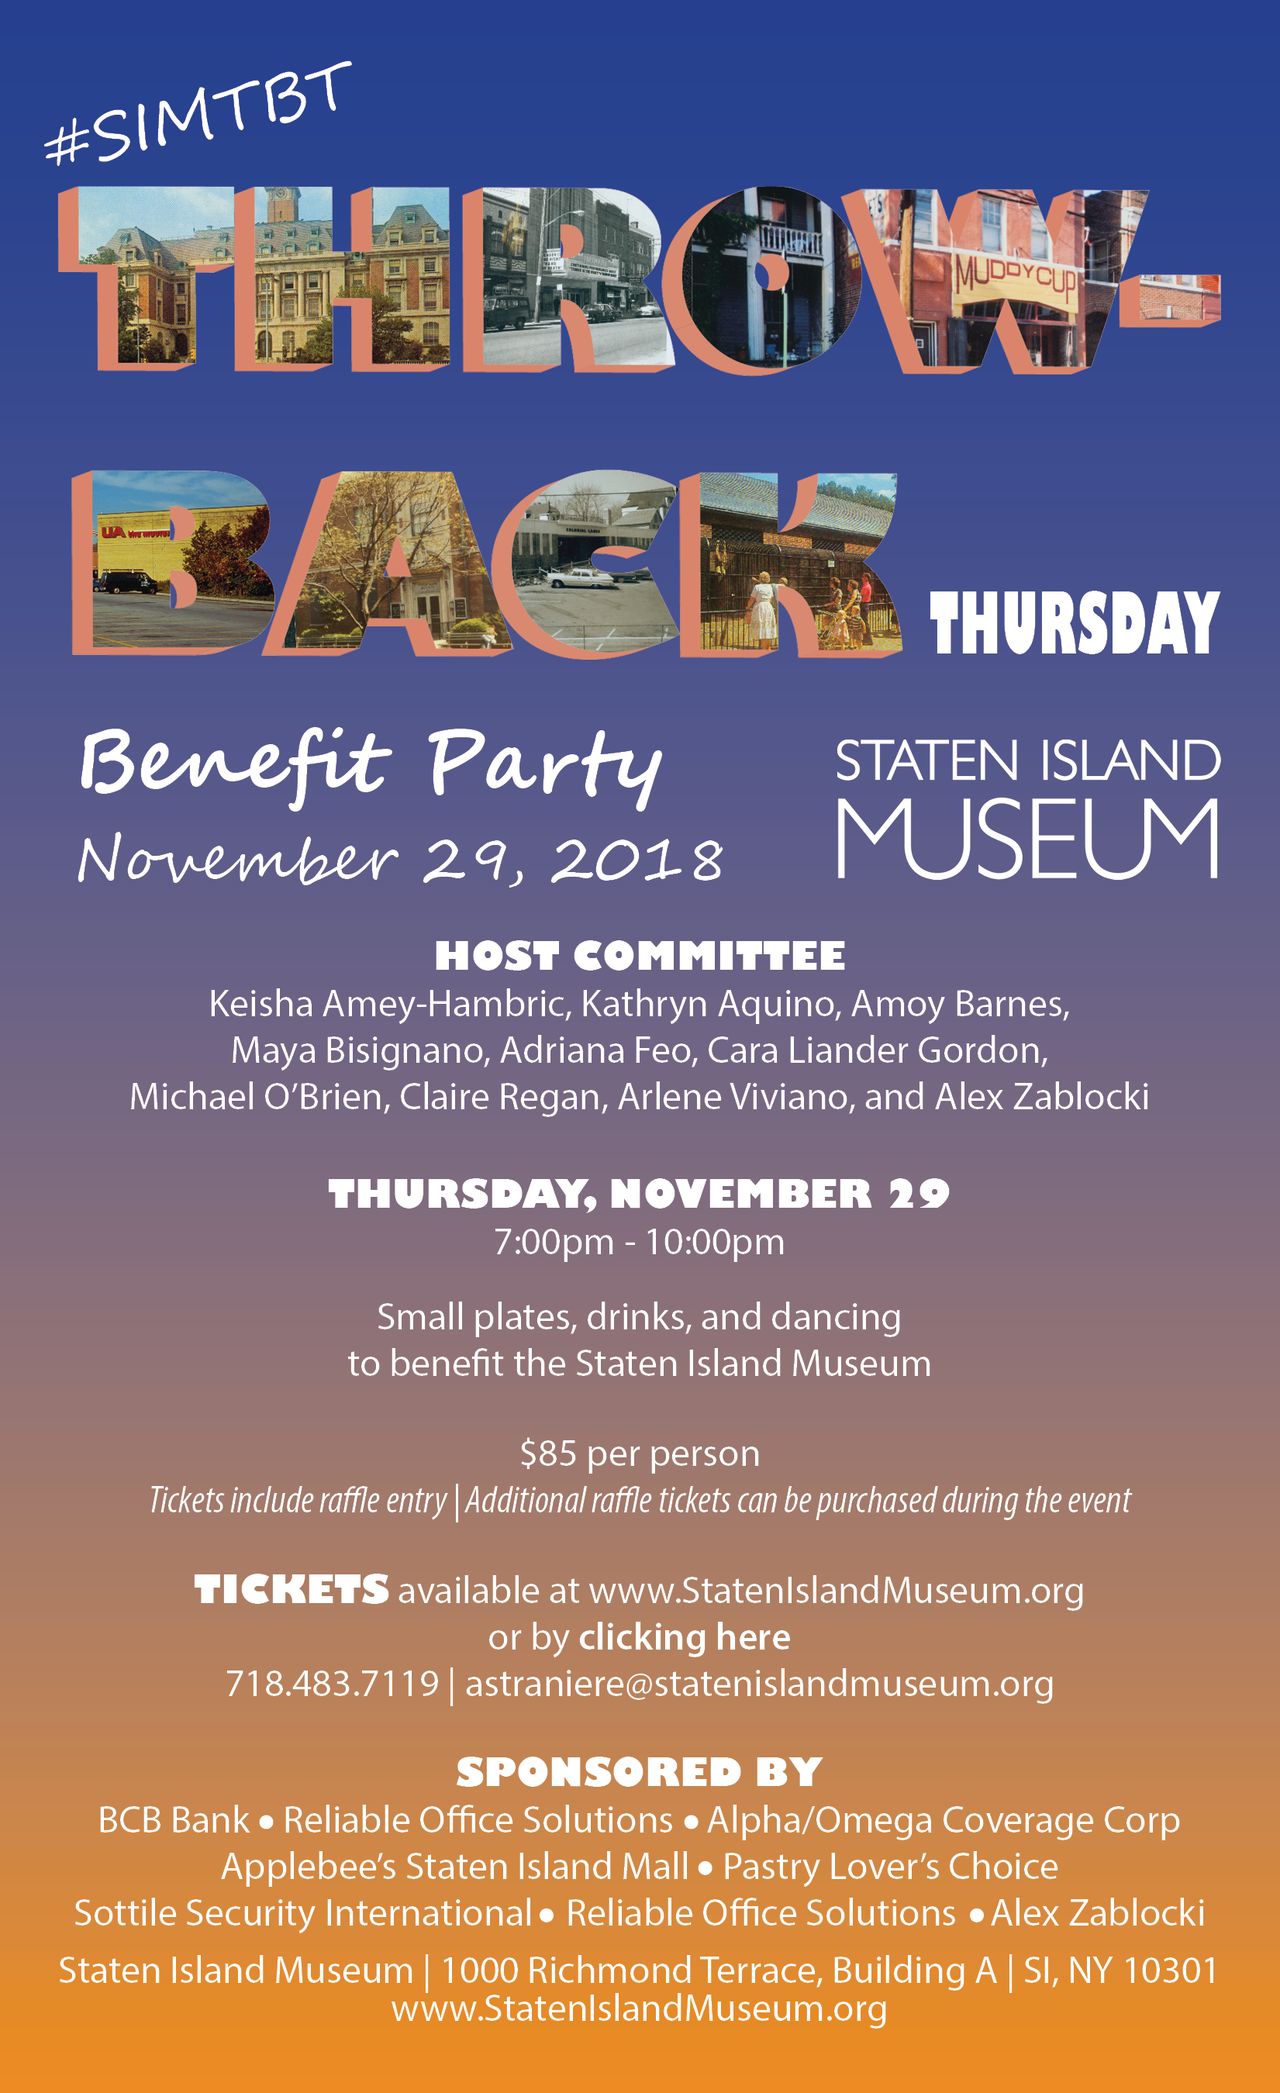 #SIMTBT
THROW-
MUDDY CUP
BACK
UA
COLONIAL LANES
THURSDAY
Benefit Party
November 29, 2018
STATEN ISLAND
MUSEUM
HOST COMMITTEE
Keisha Amey-Hambric, Kathryn Aquino, Amoy Barnes,
Maya Bisignano, Adriana Feo, Cara Liander Gordon,
Michael O’Brien, Claire Regan, Arlene Viviano, and Alex Zablocki
THURSDAY, NOVEMBER 29
7:00pm - 10:00pm
Small plates, drinks, and dancing
to benefit the Staten Island Museum
$85 per person
Tickets include raffle entry | Additional raffle tickets can be purchased during the event
TICKETS available at www.StatenIslandMuseum.org
or by clicking here
718.483.7119 | astraniere@statenislandmuseum.org
SPONSORED BY
BCB Bank • Reliable Office Solutions • Alpha/Omega Coverage Corp
Applebee’s Staten Island Mall • Pastry Lover’s Choice
Sottile Security International • Reliable Office Solutions • Alex Zablocki
Staten Island Museum | 1000 Richmond Terrace, Building A | SI, NY 10301
www.StatenIslandMuseum.org